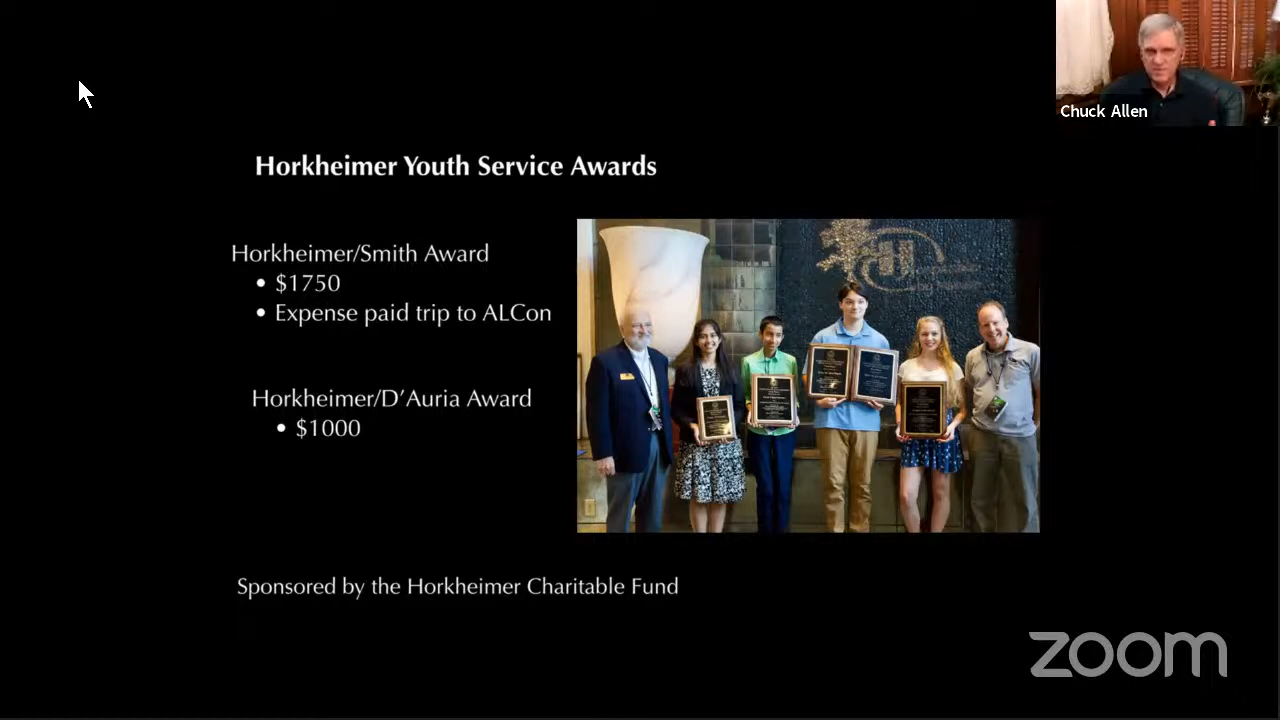 Chuck Allen
Horkheimer Youth Service Awards
Horkheimer/Smith Award
• $1750
• Expense paid trip to ALCon
Horkheimer/D'Auria Award
• $1000
Sponsored by the Horkheimer Charitable Fund
zoom